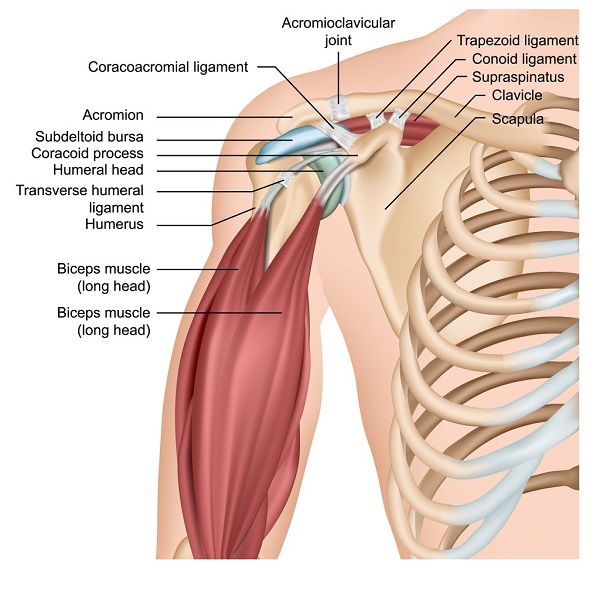 Acromioclavicular
joint
Trapezoid ligament
Conoid ligament
Supraspinatus
Clavicle
Scapula
Coracoacromial ligament
Acromion
Subdeltoid bursa
Coracoid process
Humeral head
Transverse humeral
ligament
Humerus
Biceps muscle
(long head)
Biceps muscle
(long head)